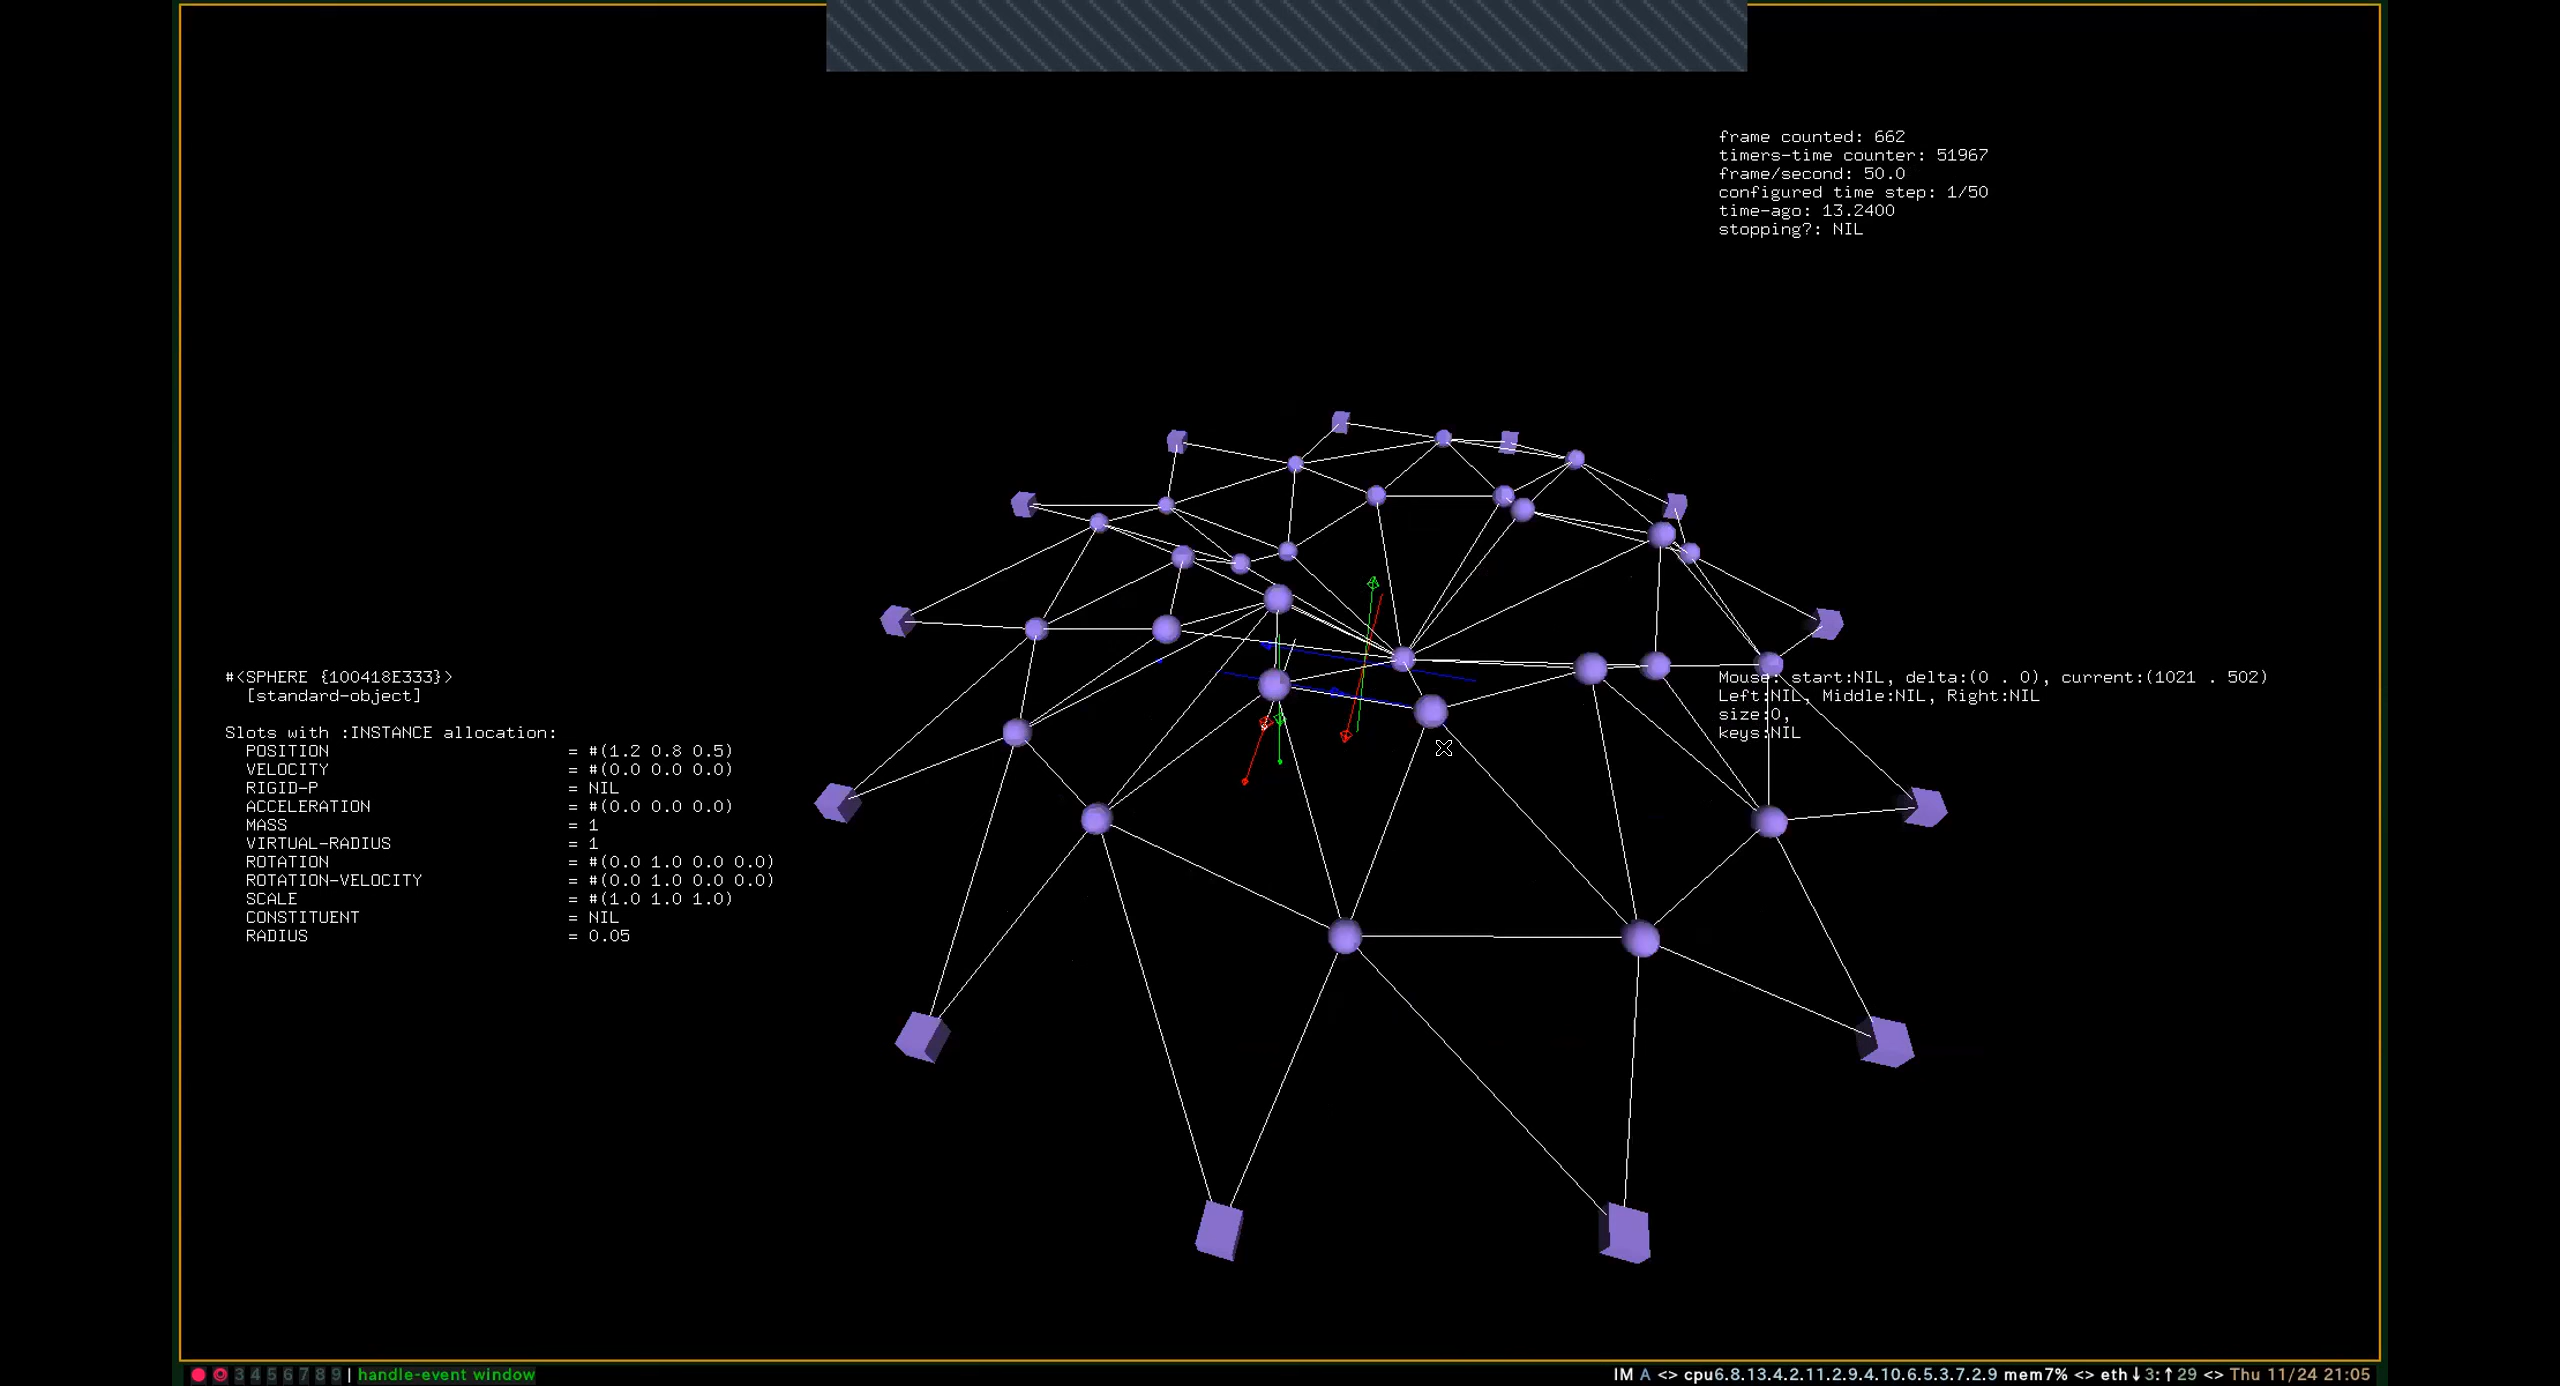 frame counted: 662
timers-time counter: 51967
frame/second: 50.0
configured time step: 1/50
time-ago: 13.2400
stopping?: NIL
#<SPHERE {100418E333}>
[standard-object]
Slots with :INSTANCE allocation:
POSITION = #(1.2 0.8 0.5)
VELOCITY = #(0.0 0.0 0.0)
RIGID-P = NIL
ACCELERATION = #(0.0 0.0 0.0)
MASS = 1
VIRTUAL-RADIUS = 1
ROTATION = #(0.0 1.0 0.0 0.0)
ROTATION-VELOCITY = #(0.0 1.0 0.0 0.0)
SCALE = #(1.0 1.0 1.0)
CONSTITUENT = NIL
RADIUS = 0.05
Mouse: start:NIL, delta:(0 . 0), current:(1021 . 502)
Left:NIL, Middle:NIL, Right:NIL
size:0,
keys:NIL
3 4 5 6 7 8 9 | handle-event window
IM A <> cpu6.8.13.4.2.11.2.9.4.10.6.5.3.7.2.9 mem7% <> eth↓3:↑29 <> Thu 11/24 21:05